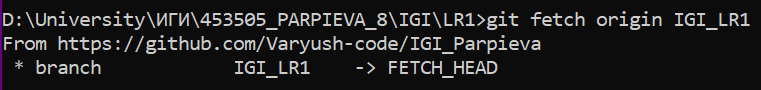 D:\University\ИГИ\453505_PARPIEVA_8\IGI\LR1>git fetch origin IGI_LR1
From https://github.com/Varyush-code/IGI_Parpieva
 * branch            IGI_LR1    -> FETCH_HEAD